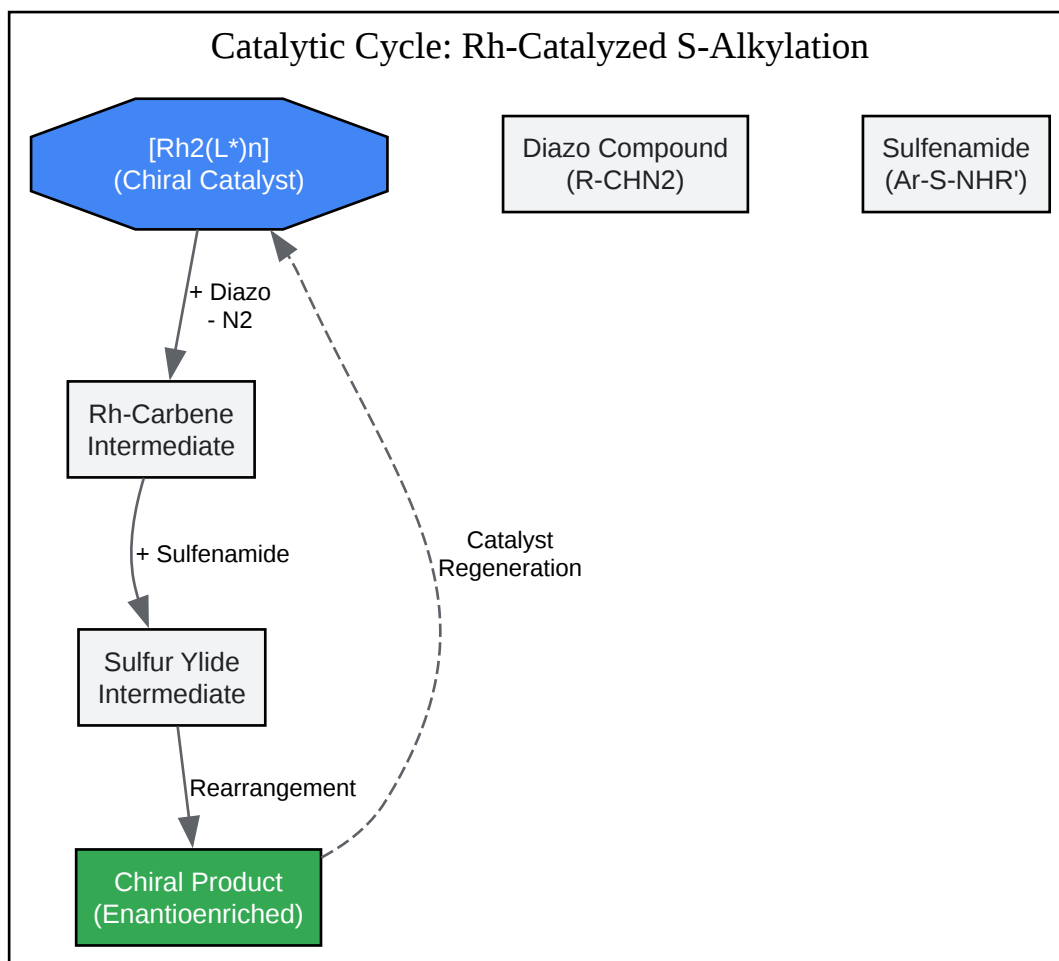 Catalytic Cycle: Rh-Catalyzed S-Alkylation
[Rh2(L*)n]
(Chiral Catalyst)
Diazo Compound
(R-CHN2)
Sulfenamide
(Ar-S-NHR')
+ Diazo
- N2
Rh-Carbene
Intermediate
+ Sulfenamide
Catalyst
Regeneration
Sulfur Ylide
Intermediate
Rearrangement
Chiral Product
(Enantioenriched)